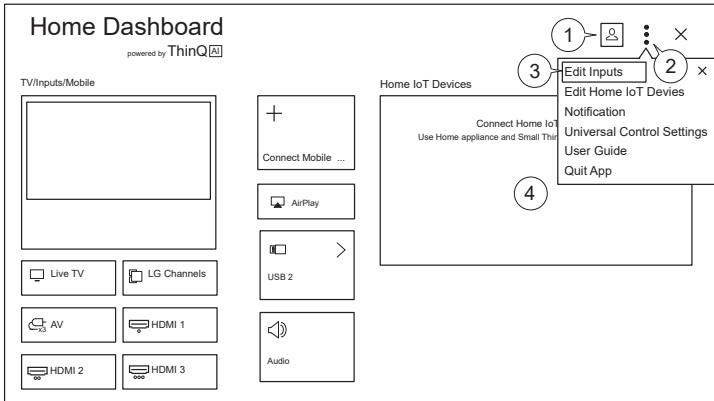 Home Dashboard
powered by ThinQ AI
1
2
3
Edit Inputs
Edit Home IoT Devies
Notification
Universal Control Settings
User Guide
Quit App
TV/Inputs/Mobile
Home IoT Devices
Connect Mobile ...
Connect Home IoT
Use Home appliance and Small Thin
4
AirPlay
USB 2
Audio
Live TV
LG Channels
x3 AV
HDMI 1
HDMI 2
HDMI 3